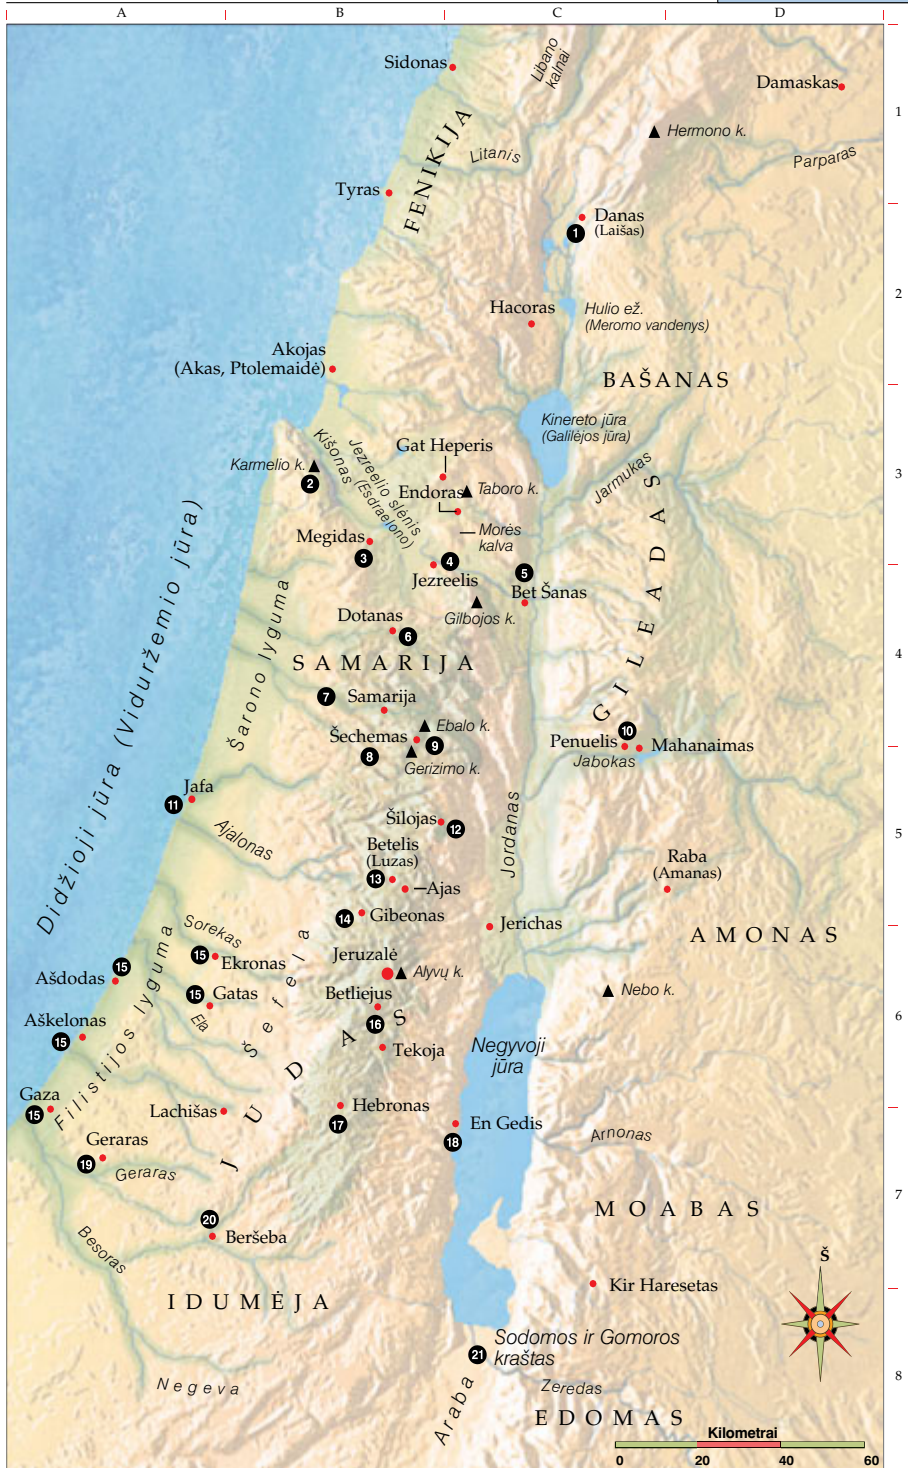 A B C D
Sidonas
Libano
kalnai
Damaskas
1
FENIKIJA
Hermono k.
Litanis
Parparas
Tyras
Danas
(Laišas)
1
2
Hacoras
Hulio ež.
(Meromo vandenys)
Akojas
(Akas, Ptolemaidė)
BAŠANAS
Kinereto jūra
(Galilėjos jūra)
Kišonas
Jezreelio slėnis
(Esdraelono)
Gat Heperis
Karmelio k.
2
3
Endoras
Taboro k.
Jarmukas
Morės
kalva
Megidas
3
4
Jezreelis
5
Bet Šanas
Gilbojos k.
GILEADAS
Didžioji jūra (Viduržemio jūra)
Šarono lyguma
Dotanas
6
SAMARIJA
4
7
Samarija
Ebalo k.
Šechemas
8
9
Gerizimo k.
10
Penuelis
Mahanaimas
Jabokas
Jordanas
Jafa
11
Ajalonas
Šilojas
12
5
Betelis
(Luzas)
13
Ajas
Raba
(Amanas)
14
Gibeonas
Jerichas
AMONAS
Sorekas
15
Ekronas
Šefela
Jeruzalė
Alyvų k.
Ašdodas
15
15
Gatas
Ela
Betliejus
16
Nebo k.
Filistijos lyguma
Aškelonas
15
JUDAS
Tekoja
Negyvoji
jūra
6
Gaza
15
Lachišas
Hebronas
17
En Gedis
18
Arnonas
Geraras
19
Geraras
7
MOABAS
20
Beršeba
Besoras
Š
IDUMĖJA
Kir Haresetas
Sodomos ir Gomoros
kraštas
21
Negeva
Araba
Zeredas
8
EDOMAS
Kilometrai
0 20 40 60